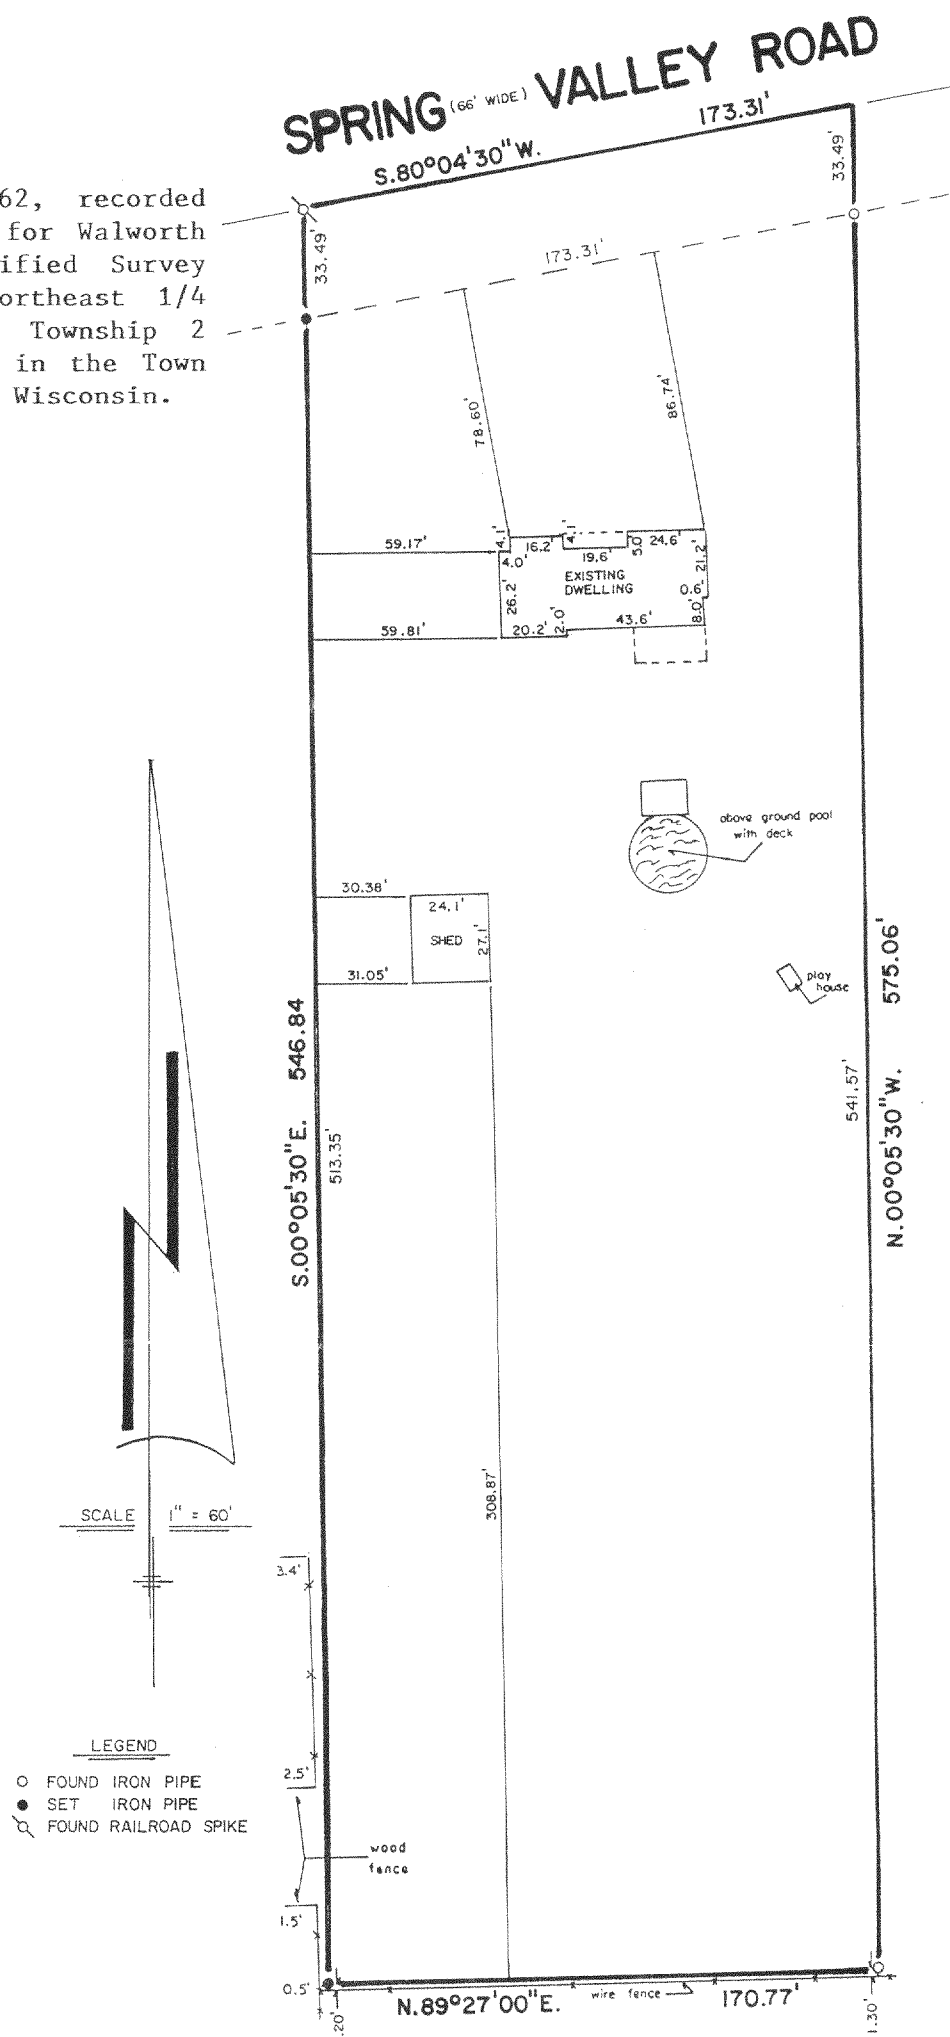 SPRING (66' WIDE) VALLEY ROAD
173.31'
S.80°04'30"W.
33.49'
62, recorded
for Walworth
ified Survey
ortheast 1/4
Township 2
in the Town
Wisconsin.
33.49'
173.31'
78.60'
86.74'
59.17'
4.1'
16.2'
4.1'
5.0'
24.6'
4.0'
19.6'
21.2'
EXISTING
DWELLING
26.2'
0.6'
8.0'
59.81'
20.2'
2.0'
43.6'
above ground pool
with deck
30.38'
24.1'
SHED
27.1'
31.05'
play
house
S.00°05'30"E. 546.84
513.35'
541.57'
N.00°05'30"W. 575.06'
308.87'
SCALE 1" = 60'
3.4'
2.5'
LEGEND
FOUND IRON PIPE
SET IRON PIPE
FOUND RAILROAD SPIKE
wood
fence
1.5'
0.5'
.20'
N.89°27'00"E.
wire fence
170.77'
1.30'